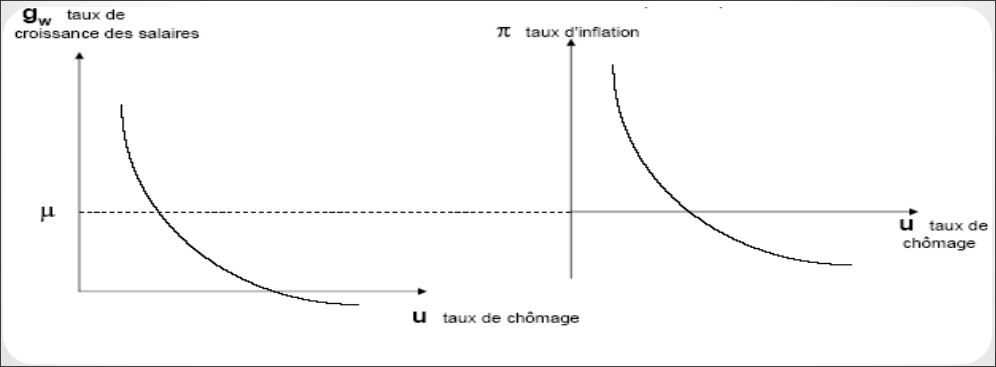 gw taux de
croissance des salaires
π taux d'inflation
μ
u taux de
chômage
u taux de chômage